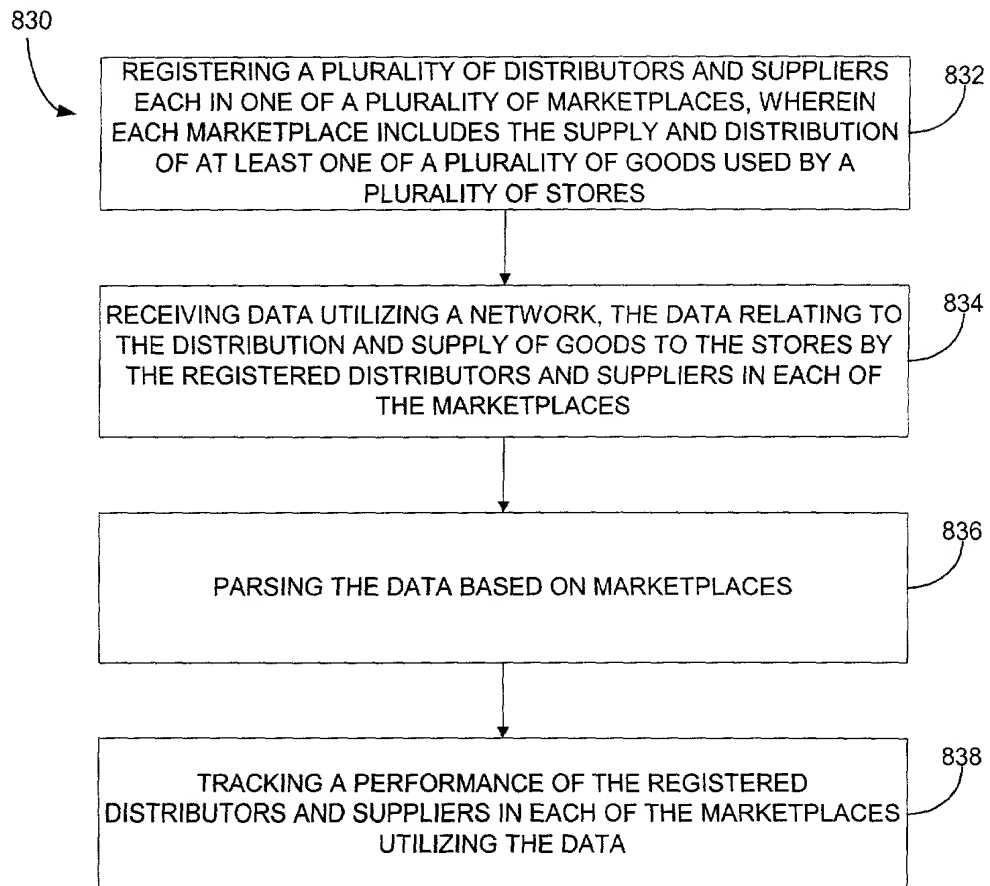 830
REGISTERING A PLURALITY OF DISTRIBUTORS AND SUPPLIERS
EACH IN ONE OF A PLURALITY OF MARKETPLACES, WHEREIN
EACH MARKETPLACE INCLUDES THE SUPPLY AND DISTRIBUTION
OF AT LEAST ONE OF A PLURALITY OF GOODS USED BY A
PLURALITY OF STORES
832
RECEIVING DATA UTILIZING A NETWORK, THE DATA RELATING TO
THE DISTRIBUTION AND SUPPLY OF GOODS TO THE STORES BY
THE REGISTERED DISTRIBUTORS AND SUPPLIERS IN EACH OF
THE MARKETPLACES
834
PARSING THE DATA BASED ON MARKETPLACES
836
TRACKING A PERFORMANCE OF THE REGISTERED
DISTRIBUTORS AND SUPPLIERS IN EACH OF THE MARKETPLACES
UTILIZING THE DATA
838